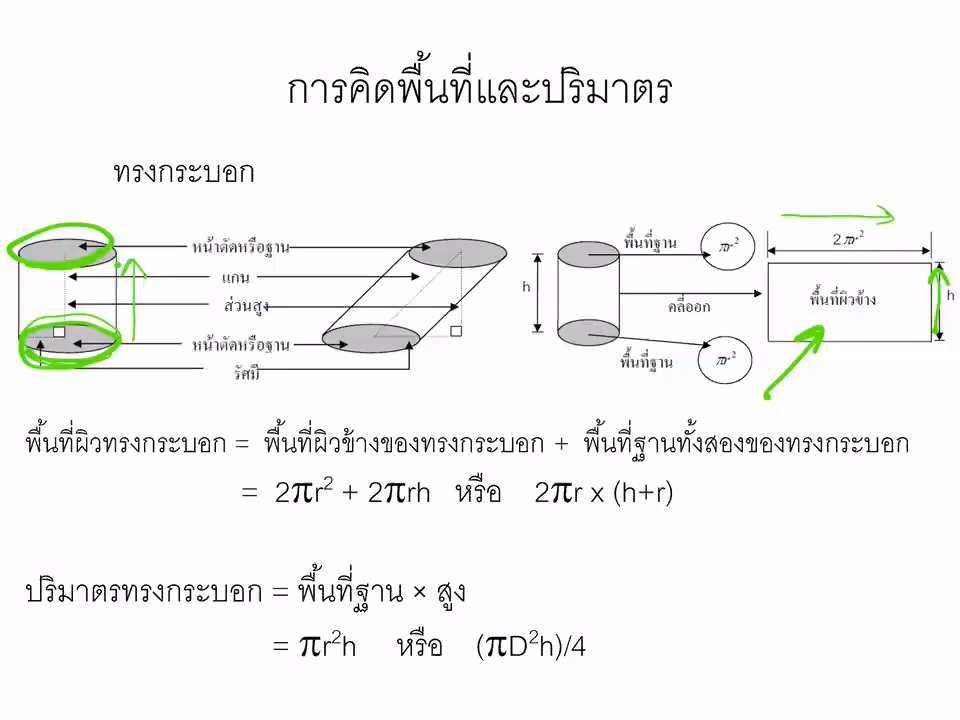 การคิดพื้นที่และปริมาตร
ทรงกระบอก
หน้าตัดหรือฐาน
แกน
ส่วนสูง
หน้าตัดหรือฐาน
รัศมี
h
พื้นที่ฐาน
πr²
คลี่ออก
พื้นที่ฐาน
πr²
2πr²
พื้นที่ผิวข้าง
h
พื้นที่ผิวทรงกระบอก = พื้นที่ผิวข้างของทรงกระบอก + พื้นที่ฐานทั้งสองของทรงกระบอก
= 2πr² + 2πrh หรือ 2πr x (h+r)
ปริมาตรทรงกระบอก = พื้นที่ฐาน × สูง
= πr²h หรือ (πD²h)/4